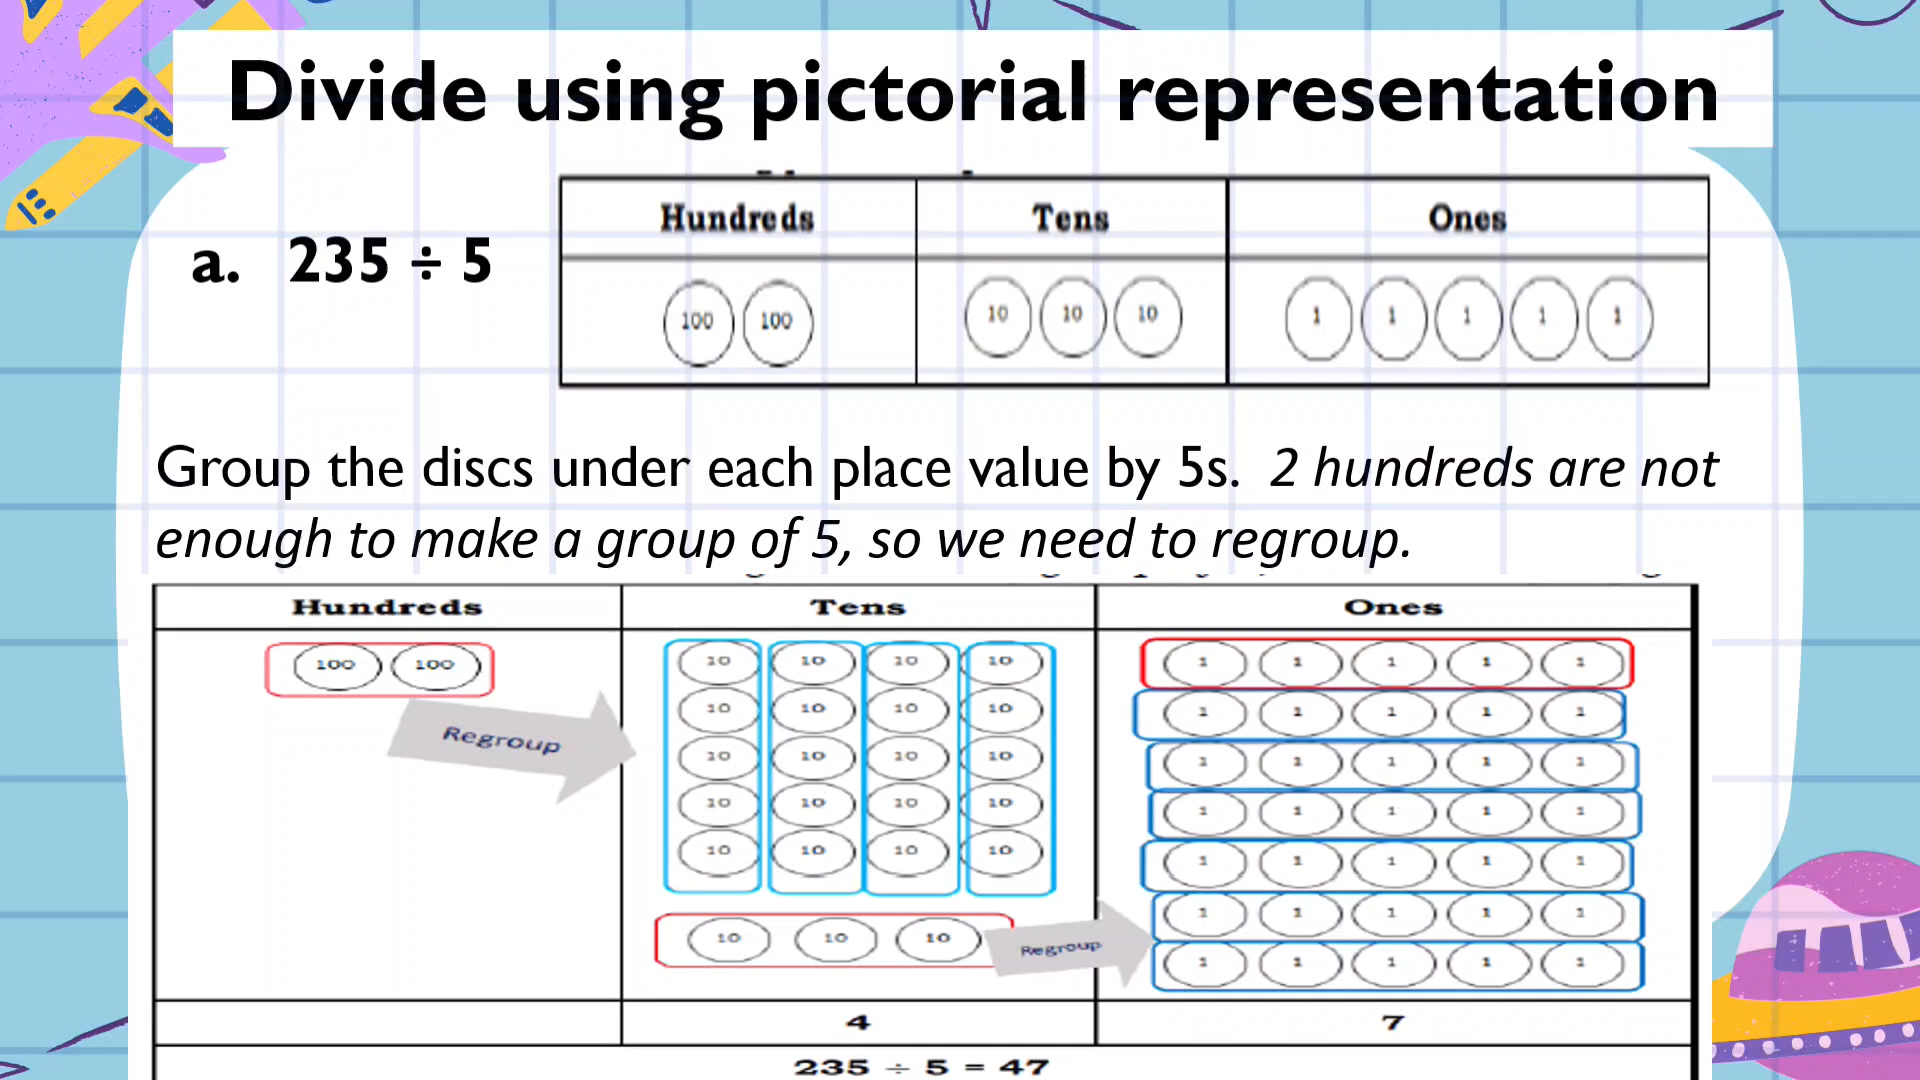 Divide using pictorial representation
a. 235 ÷ 5
Hundreds Tens Ones
100 100 10 10 10 1 1 1 1 1
Group the discs under each place value by 5s. 2 hundreds are not
enough to make a group of 5, so we need to regroup.
Hundreds Tens Ones
100 100 10 10 10 10 1 1 1 1 1
10 10 10 10 1 1 1 1 1
Regroup
10 10 10 10 1 1 1 1 1
10 10 10 10 1 1 1 1 1
10 10 10 10 1 1 1 1 1
1 1 1 1 1
10 10 10 Regroup
1 1 1 1 1
4 7
235 ÷ 5 = 47